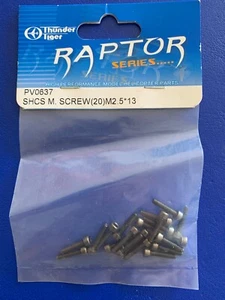 Thunder
Tiger
RAPTOR
SERIES.....
PV0637
SHCS M. SCREW(20)M2.5*13